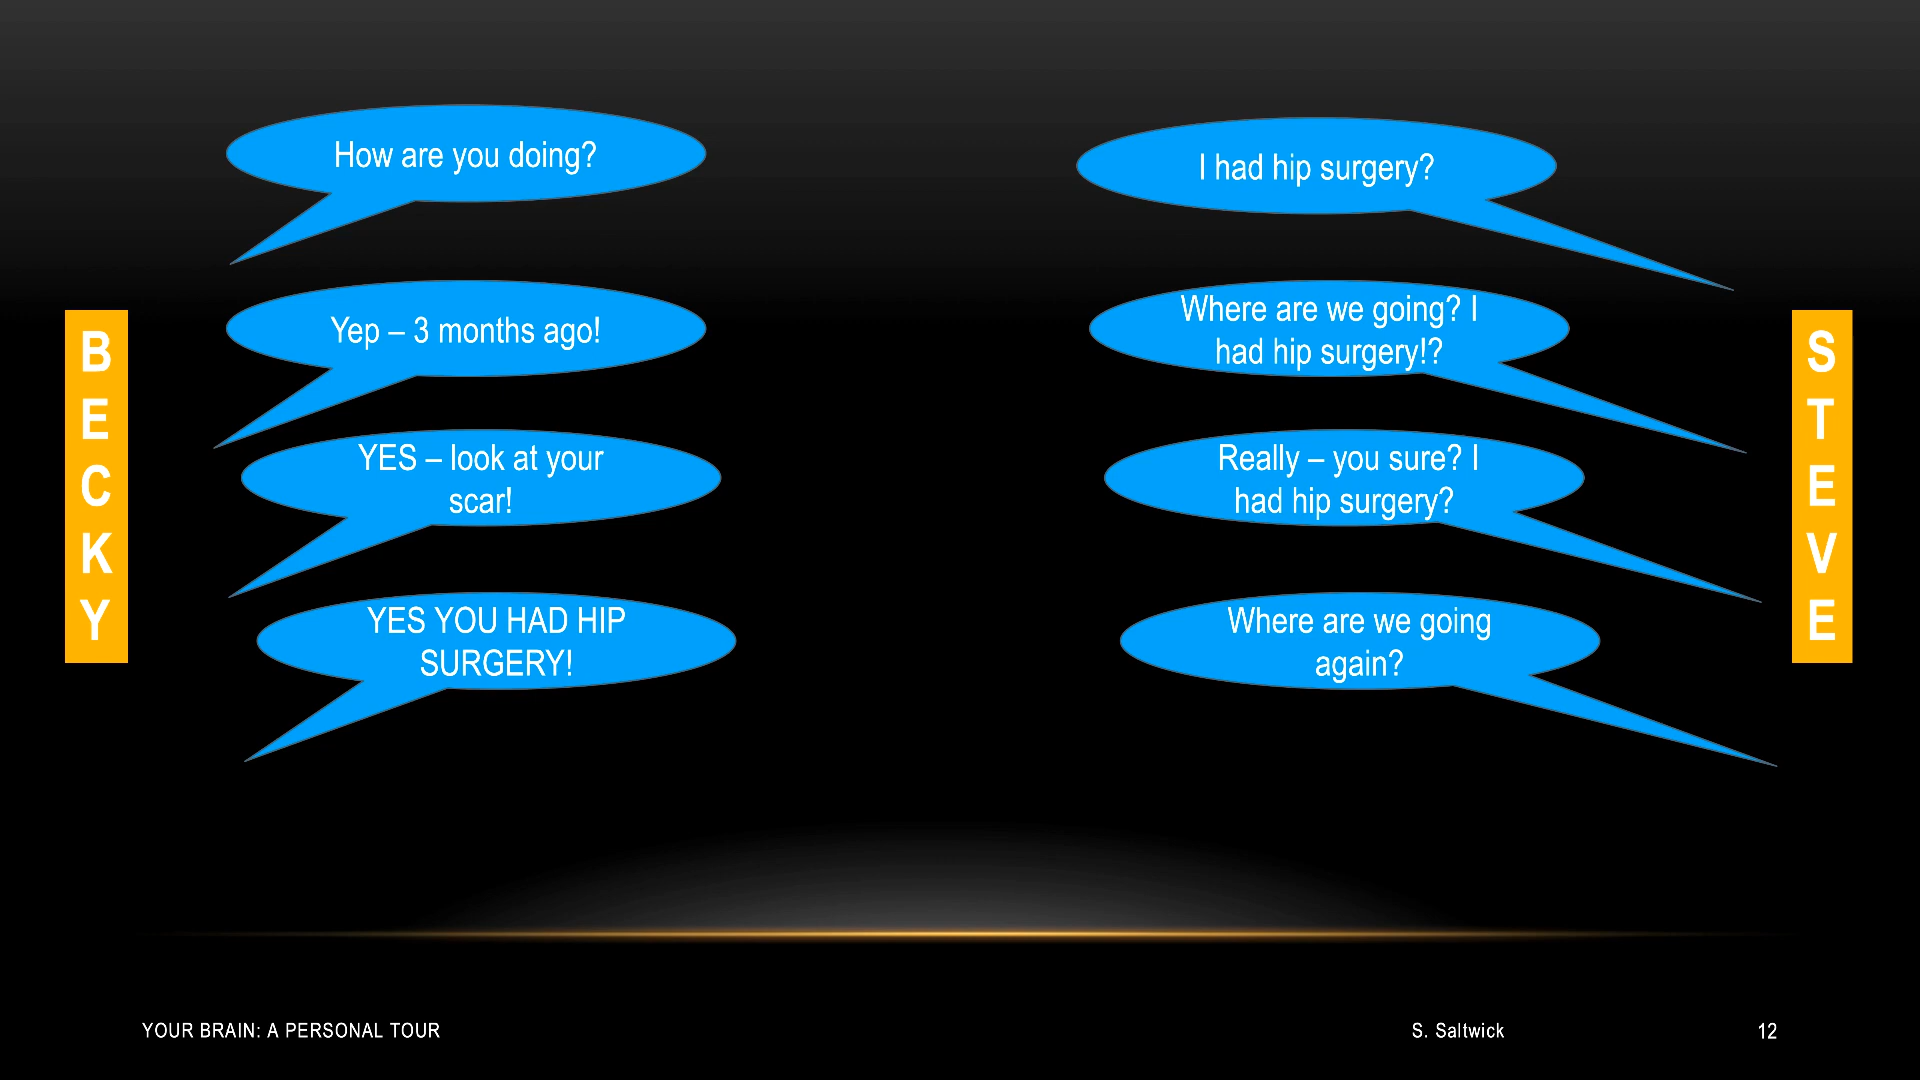 How are you doing?
I had hip surgery?
Yep – 3 months ago!
Where are we going? I
had hip surgery!?
YES – look at your
scar!
Really – you sure? I
had hip surgery?
YES YOU HAD HIP
SURGERY!
Where are we going
again?
BECKY
STEVE
YOUR BRAIN: A PERSONAL TOUR
S. Saltwick
12